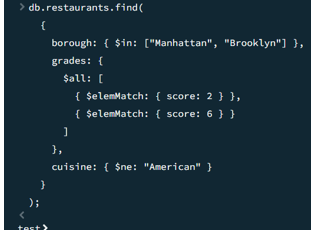 > db.restaurants.find(
{
borough: { $in: ["Manhattan", "Brooklyn"] },
grades: {
$all: [
{ $elemMatch: { score: 2 } },
{ $elemMatch: { score: 6 } }
]
},
cuisine: { $ne: "American" }
}
);
<
test>